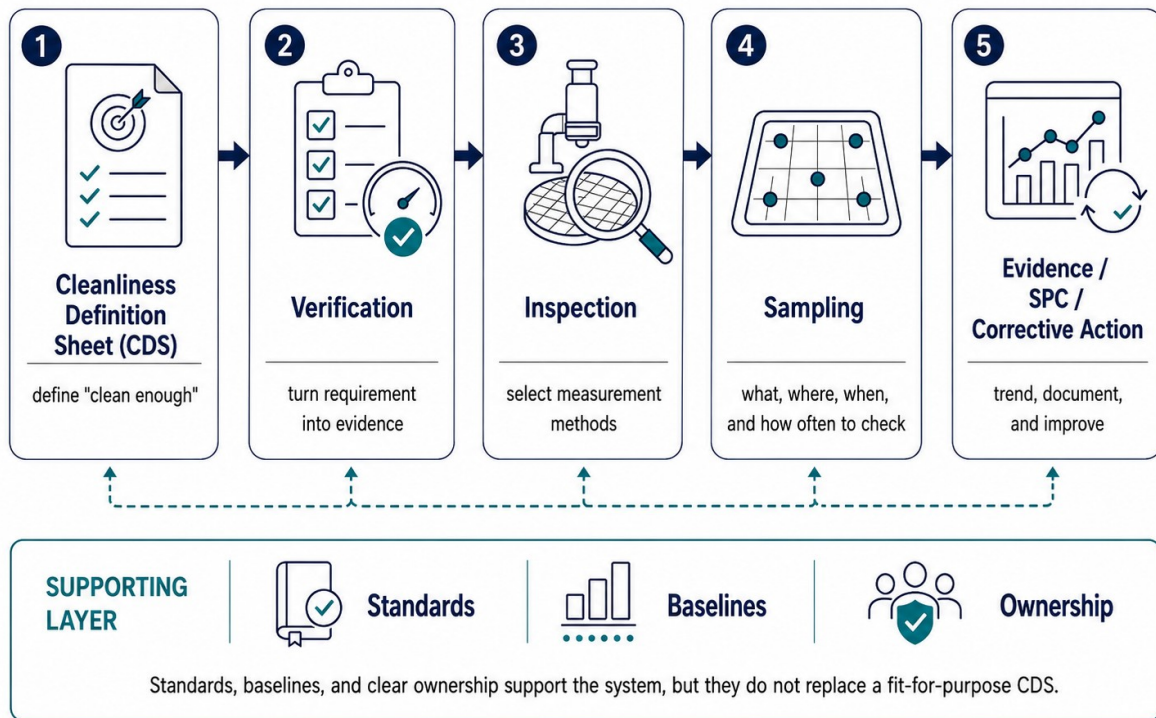 1
Cleanliness
Definition
Sheet (CDS)
define "clean enough"
2
Verification
turn requirement
into evidence
3
Inspection
select measurement
methods
4
Sampling
what, where, when,
and how often to check
5
Evidence /
SPC /
Corrective Action
trend, document,
and improve
SUPPORTING
LAYER
Standards
Baselines
Ownership
Standards, baselines, and clear ownership support the system, but they do not replace a fit-for-purpose CDS.